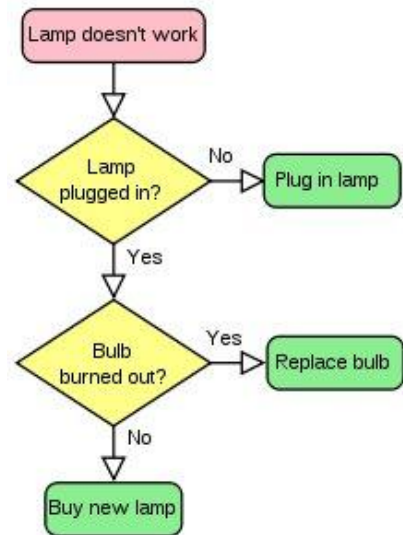 Lamp doesn't work
Lamp
plugged in?
No
Plug in lamp
Yes
Bulb
burned out?
Yes
Replace bulb
No
Buy new lamp